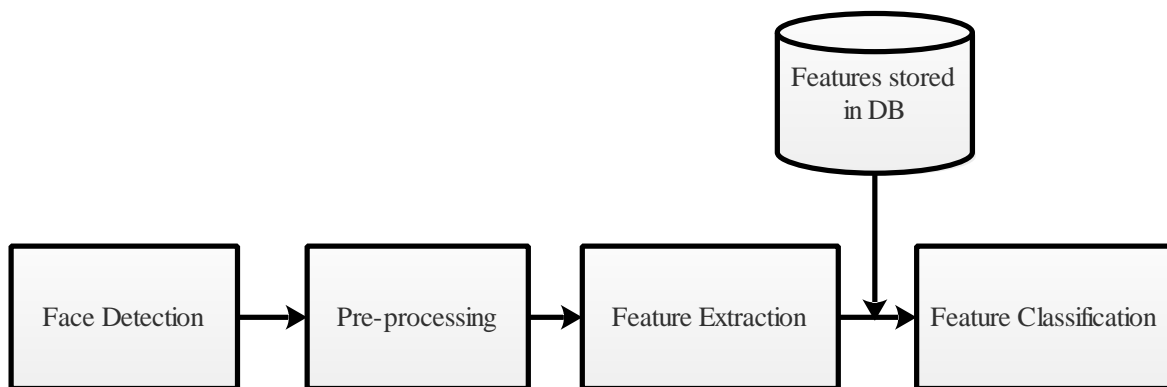 Features stored
in DB
Face Detection
Pre-processing
Feature Extraction
Feature Classification